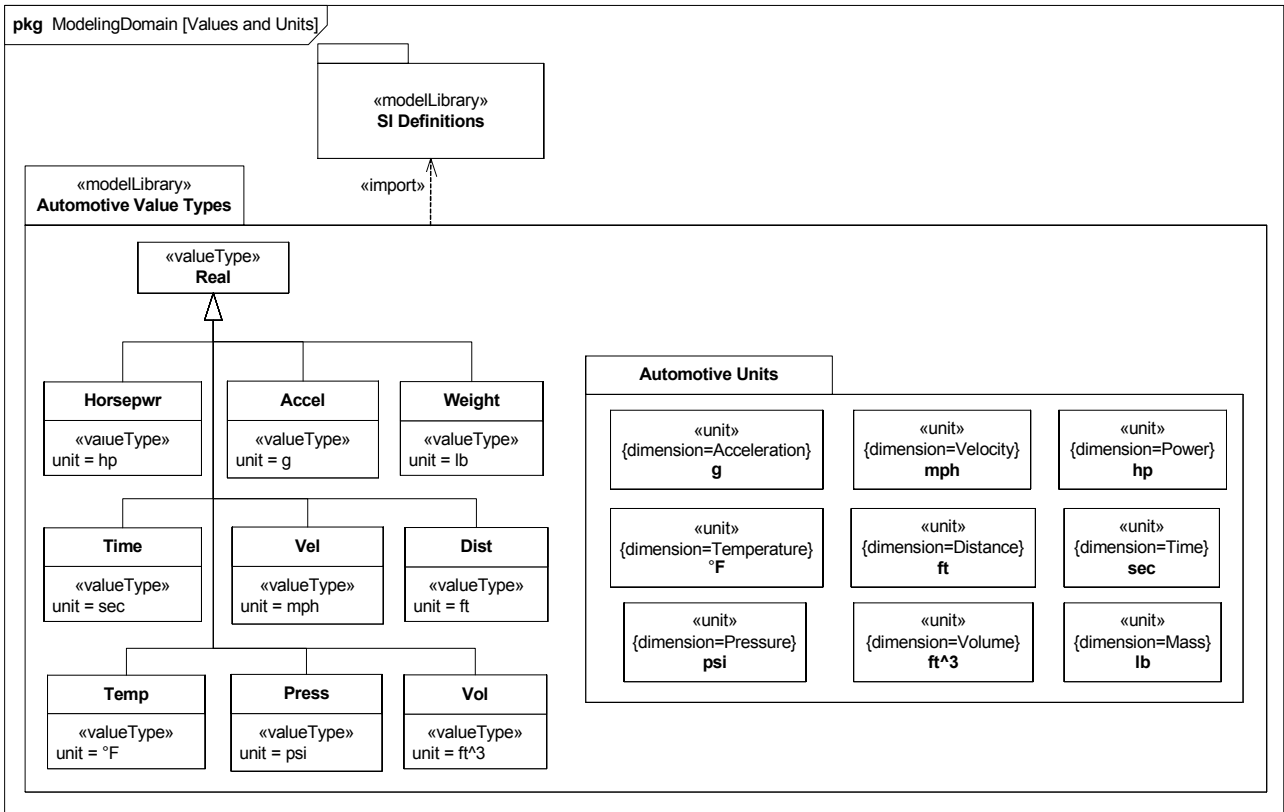 pkg ModelingDomain [Values and Units]
«modelLibrary»
SI Definitions
«modelLibrary»
Automotive Value Types
«import»
«valueType»
Real
Horsepwr
«valueType»
unit = hp
Accel
«valueType»
unit = g
Weight
«valueType»
unit = lb
Time
«valueType»
unit = sec
Vel
«valueType»
unit = mph
Dist
«valueType»
unit = ft
Temp
«valueType»
unit = °F
Press
«valueType»
unit = psi
Vol
«valueType»
unit = ft^3
Automotive Units
«unit»
{dimension=Acceleration}
g
«unit»
{dimension=Velocity}
mph
«unit»
{dimension=Power}
hp
«unit»
{dimension=Temperature}
°F
«unit»
{dimension=Distance}
ft
«unit»
{dimension=Time}
sec
«unit»
{dimension=Pressure}
psi
«unit»
{dimension=Volume}
ft^3
«unit»
{dimension=Mass}
lb